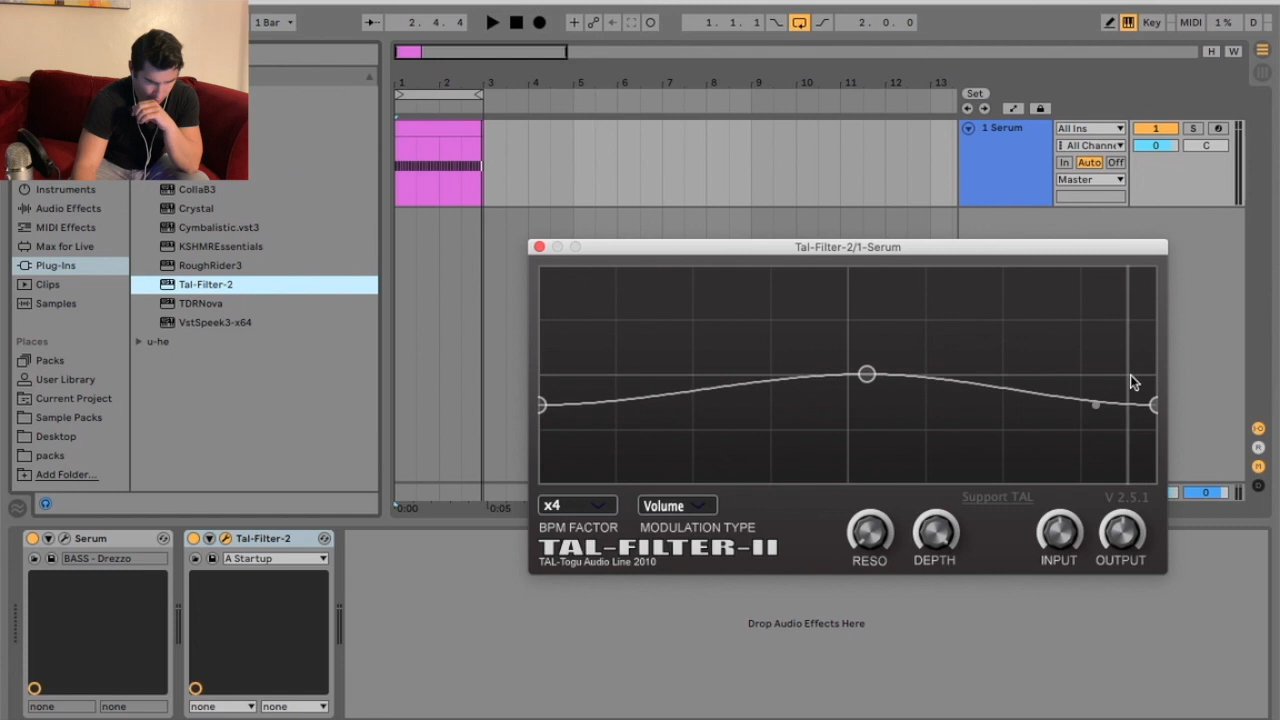 1 Bar
2. 4. 4
1. 1. 1
2. 0. 0
Key
MIDI
1 %
D
H
W
1
2
3
4
5
6
7
8
9
10
11
12
13
Set
1 Serum
All Ins
All Channe
In
Auto
Off
Master
1
S
0
C
Instruments
Audio Effects
MIDI Effects
Max for Live
Plug-Ins
Clips
Samples
Places
Packs
User Library
Current Project
Sample Packs
Desktop
packs
Add Folder...
CollaB3
Crystal
Cymbalistic.vst3
KSHMREssentials
RoughRider3
Tal-Filter-2
TDRNova
VstSpeek3-x64
u-he
Tal-Filter-2/1-Serum
x4
Volume
BPM FACTOR
MODULATION TYPE
TAL-FILTER-II
TAL-Togu Audio Line 2010
Support TAL
V 2.5.1
RESO
DEPTH
INPUT
OUTPUT
0:00
0:05
0
Serum
BASS - Drezzo
none
none
Tal-Filter-2
A Startup
none
none
Drop Audio Effects Here